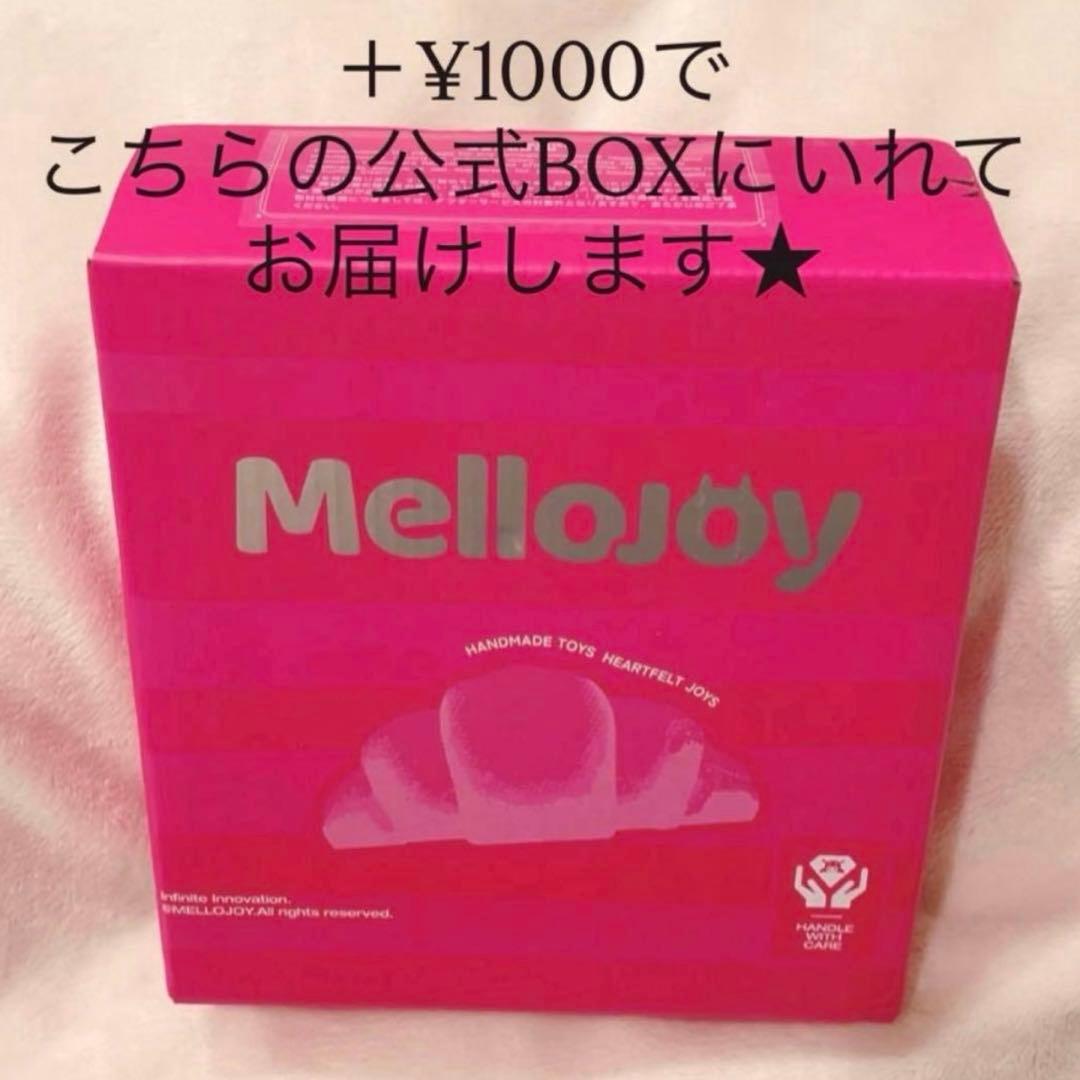 ＋¥1000で
こちらの公式BOXにいれて
お届けします★
Mellojoy
HANDMADE TOYS HEARTFELT JOYS
Infinite Innovation.
©MELLOJOY.All rights reserved.
HANDLE
WITH
CARE